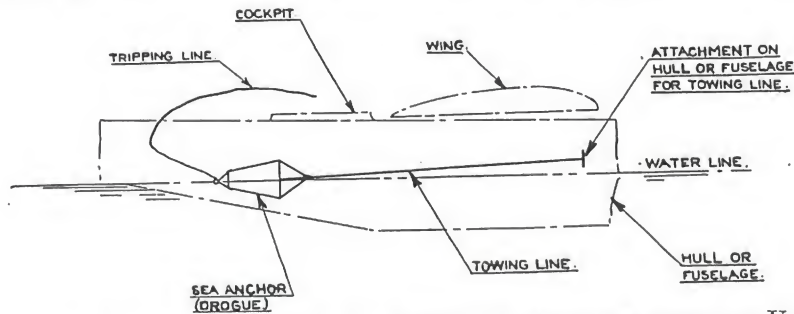 COCKPIT.
TRIPPING LINE.
WING
ATTACHMENT ON
HULL OR FUSELAGE
FOR TOWING LINE.
WATER LINE.
TOWING LINE.
HULL OR
FUSELAGE.
SEA ANCHOR
(DROGUE)